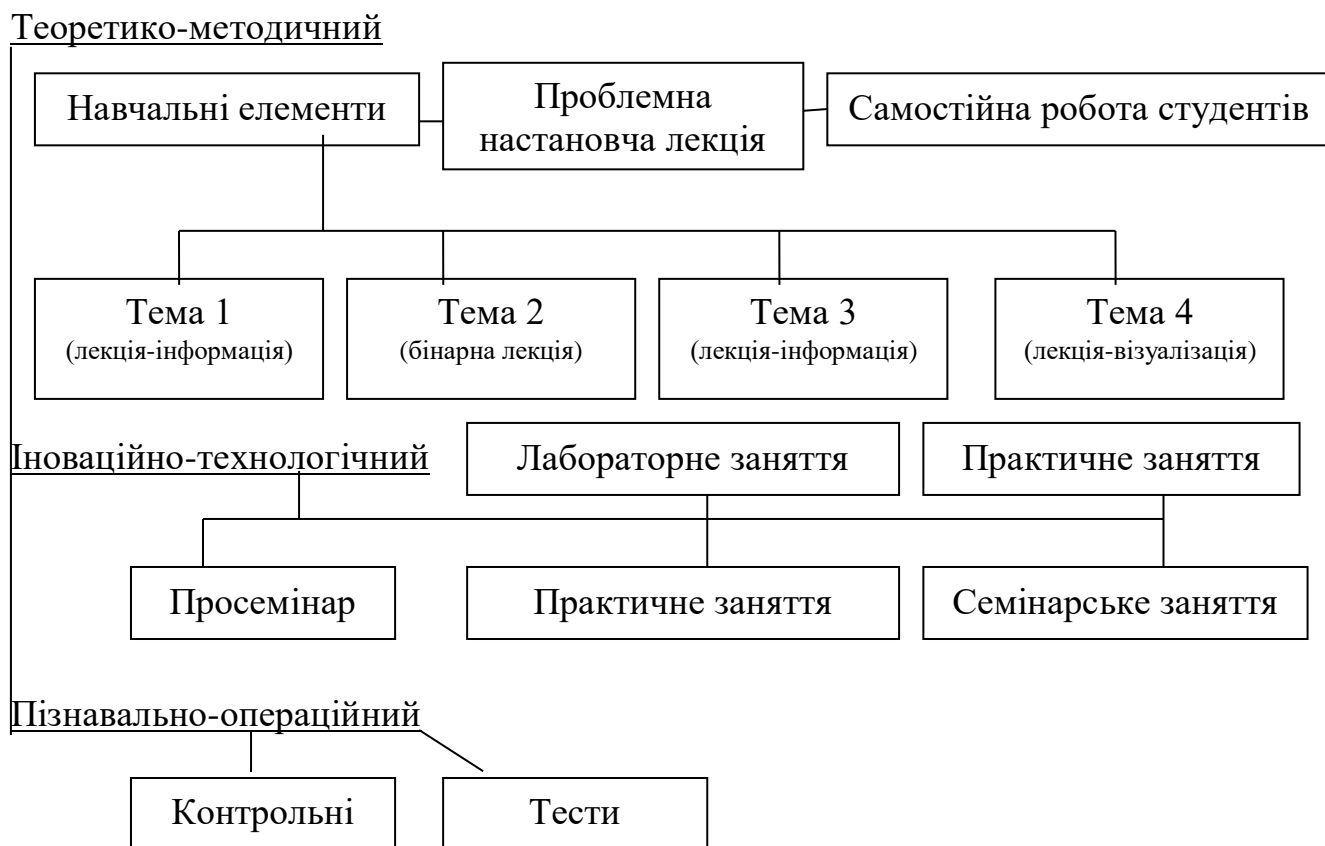 Теоретико-методичний
Навчальні елементи
Проблемна
настановча лекція
Самостійна робота студентів
Тема 1
(лекція-інформація)
Тема 2
(бінарна лекція)
Тема 3
(лекція-інформація)
Тема 4
(лекція-візуалізація)
Іноваційно-технологічний
Лабораторне заняття
Практичне заняття
Просемінар
Практичне заняття
Семінарське заняття
Пізнавально-операційний
Контрольні
Тести